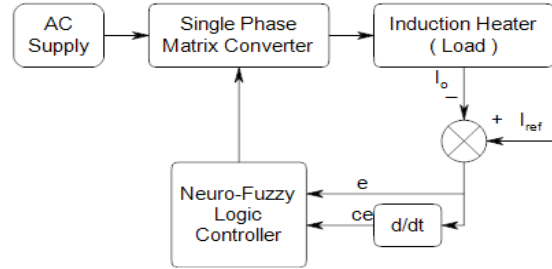 AC
Supply
Single Phase
Matrix Converter
Induction Heater
( Load )
Io
−
+ Iref
Neuro-Fuzzy
Logic
Controller
e
ce
d/dt